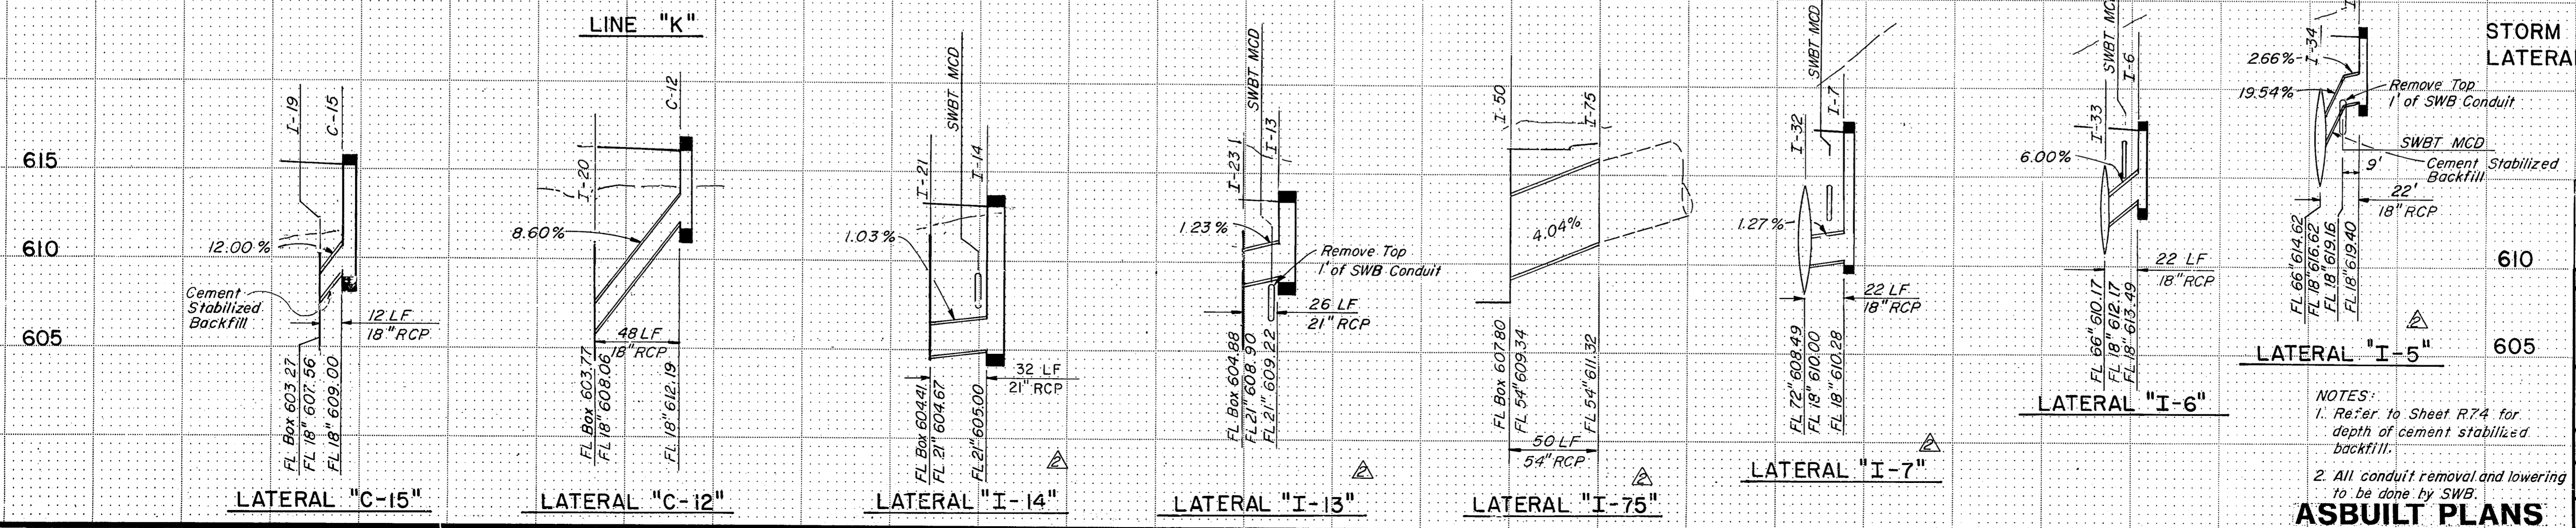 LINE "K"
STORM
LATERAL
615
610
605
610
605
I-19
C-15
12.00%
Cement
Stabilized
Backfill
12 LF
18" RCP
FL Box 603.27
FL 18" 607.56
FL 18" 609.00
LATERAL "C-15"
I-20
C-12
8.60%
48 LF
18" RCP
FL Box 603.77
FL 18" 608.06
FL 18" 612.19
LATERAL "C-12"
I-21
SWBT MCD
I-14
1.03%
32 LF
21" RCP
FL Box 604.41
FL 21" 604.67
FL 21" 605.00
2
LATERAL "I-14"
I-23
SWBT MCD
I-13
1.23%
Remove Top
1' of SWB Conduit
26 LF
21" RCP
FL Box 604.88
FL 21" 608.90
FL 21" 609.22
2
LATERAL "I-13"
I-50
I-75
4.04%
FL Box 607.80
FL 54" 609.34
FL 54" 611.32
50 LF
54" RCP
2
LATERAL "I-75"
I-32
SWBT MCD
I-7
1.27%
22 LF
18" RCP
FL 72" 608.49
FL 18" 610.00
FL 18" 610.28
2
LATERAL "I-7"
I-33
I-6
6.00%
22 LF
18" RCP
FL 66" 610.17
FL 18" 612.17
FL 18" 613.49
LATERAL "I-6"
I-34
2.66%
19.54%
Remove Top
1' of SWB Conduit
SWBT MCD
Cement Stabilized
Backfill
9'
22'
18" RCP
FL 66" 614.62
FL 18" 616.62
FL 18" 619.16
FL 18" 619.40
2
LATERAL "I-5"
NOTES:
1. Refer to Sheet R74 for
depth of cement stabilized
backfill.
2. All conduit removal and lowering
to be done by SWB.
ASBUILT PLANS